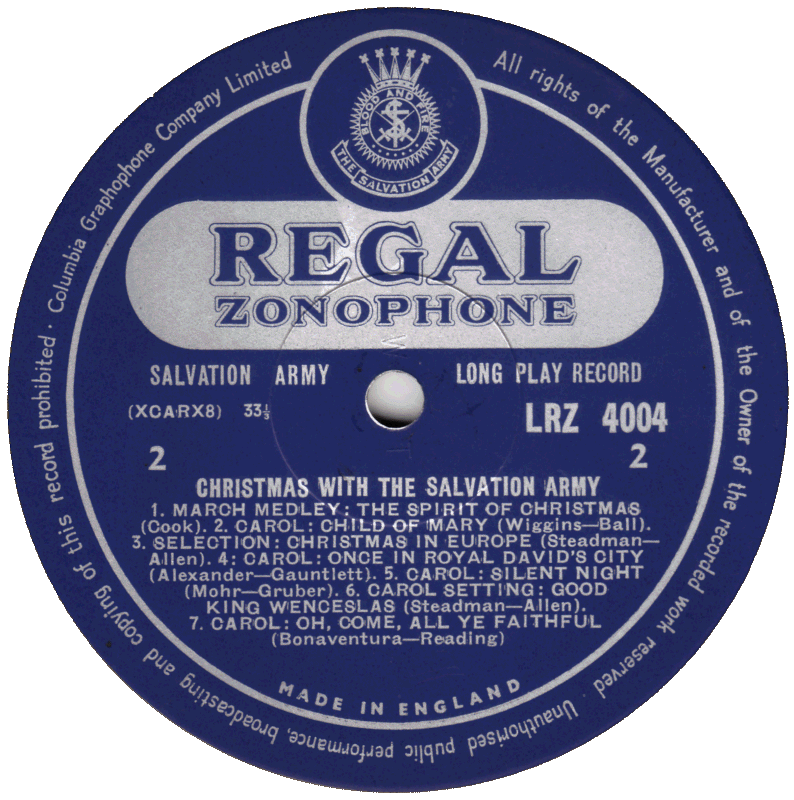 Columbia Graphophone Company Limited
All rights of the Manufacturer and of the Owner of the recorded work reserved · Unauthorised public performance, broadcasting and copying of this record prohibited ·
BLOOD AND FIRE
S
THE SALVATION ARMY
REGAL
ZONOPHONE
SALVATION ARMY LONG PLAY RECORD
(XCARX8) 33⅓ LRZ 4004
2 2
CHRISTMAS WITH THE SALVATION ARMY
1. MARCH MEDLEY: THE SPIRIT OF CHRISTMAS
(Cook). 2. CAROL: CHILD OF MARY (Wiggins—Ball).
3. SELECTION: CHRISTMAS IN EUROPE (Steadman—
Allen). 4: CAROL: ONCE IN ROYAL DAVID'S CITY
(Alexander—Gauntlett). 5. CAROL: SILENT NIGHT
(Mohr—Gruber). 6. CAROL SETTING: GOOD
KING WENCESLAS (Steadman—Allen).
7. CAROL: OH, COME, ALL YE FAITHFUL
(Bonaventura—Reading)
MADE IN ENGLAND